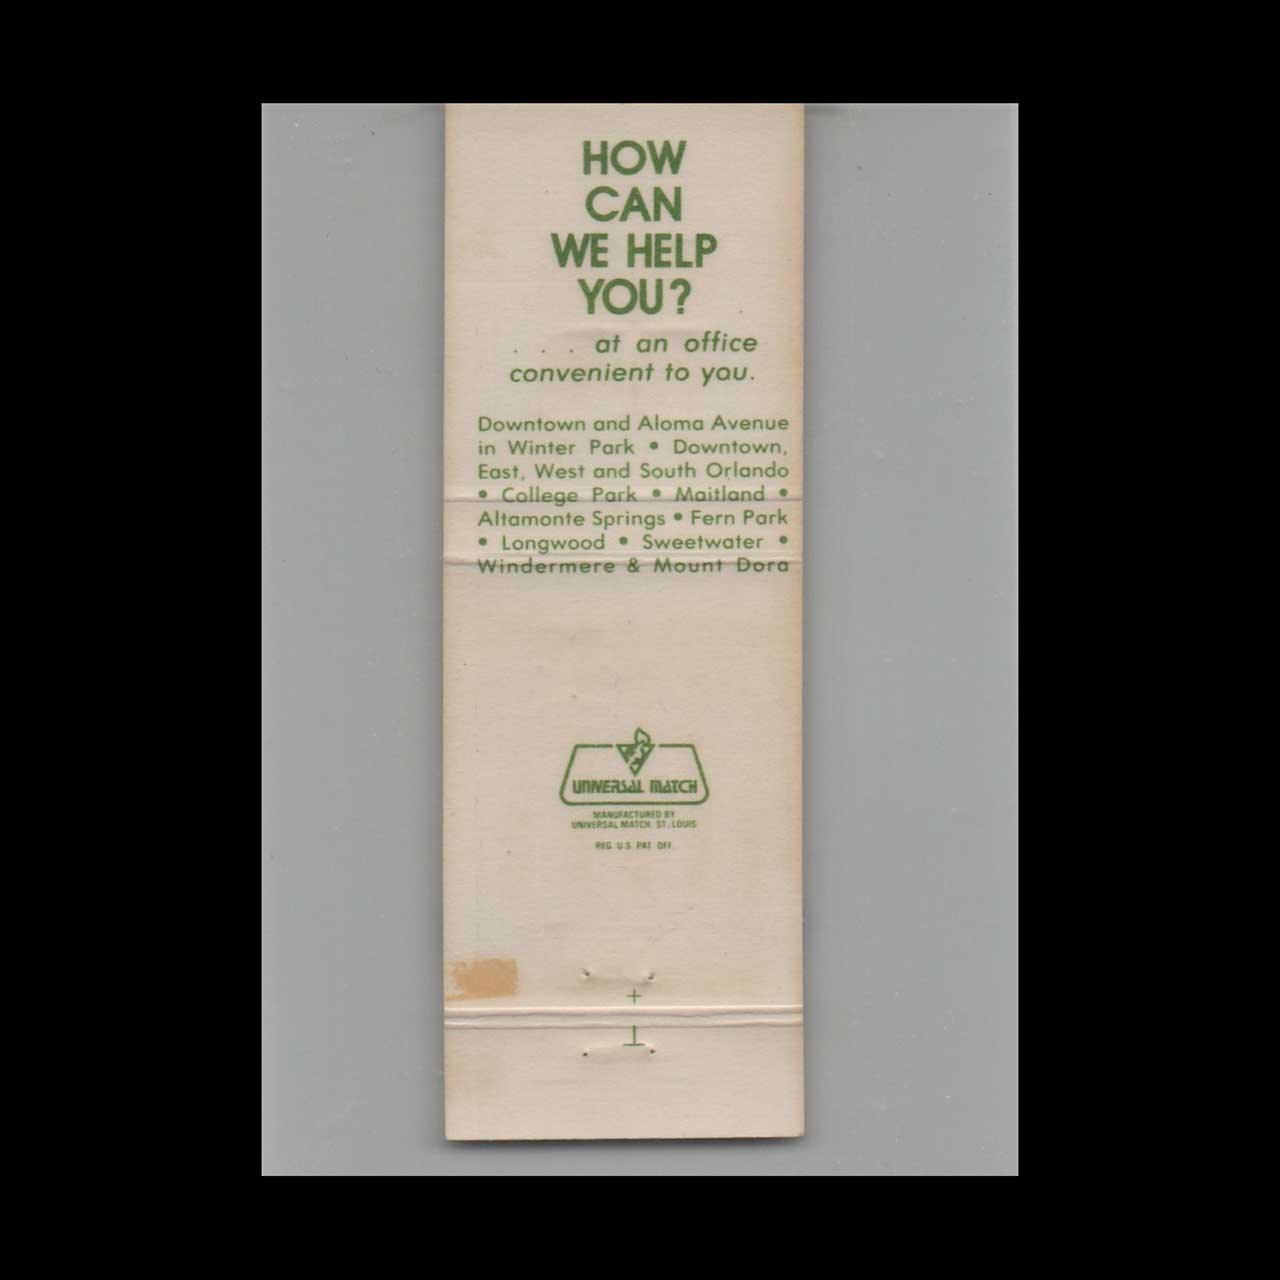 HOW
CAN
WE HELP
YOU?
. . . at an office
convenient to you.
Downtown and Aloma Avenue
in Winter Park • Downtown,
East, West and South Orlando
• College Park • Maitland •
Altamonte Springs • Fern Park
• Longwood • Sweetwater •
Windermere & Mount Dora
UNIVERSAL MATCH
MANUFACTURED BY
UNIVERSAL MATCH, ST. LOUIS
REG. U.S. PAT. OFF.